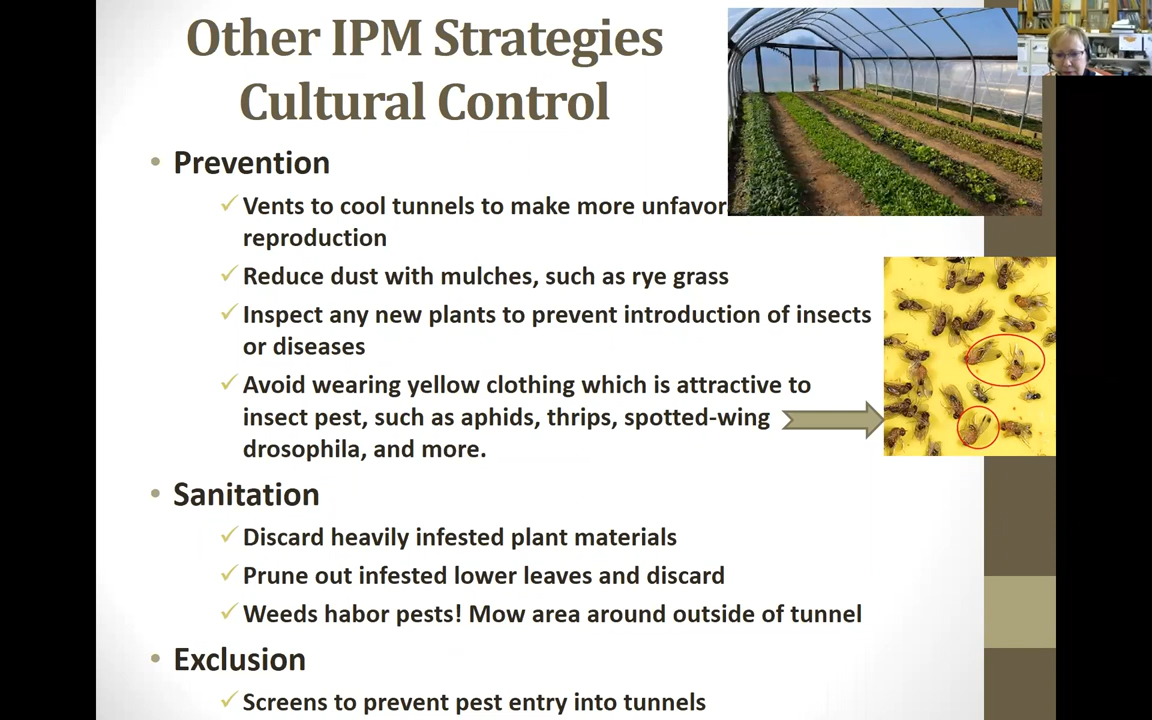 Other IPM Strategies
Cultural Control
• Prevention
✓ Vents to cool tunnels to make more unfavor
reproduction
✓ Reduce dust with mulches, such as rye grass
✓ Inspect any new plants to prevent introduction of insects
or diseases
✓ Avoid wearing yellow clothing which is attractive to
insect pest, such as aphids, thrips, spotted-wing
drosophila, and more.
• Sanitation
✓ Discard heavily infested plant materials
✓ Prune out infested lower leaves and discard
✓ Weeds habor pests! Mow area around outside of tunnel
• Exclusion
✓ Screens to prevent pest entry into tunnels